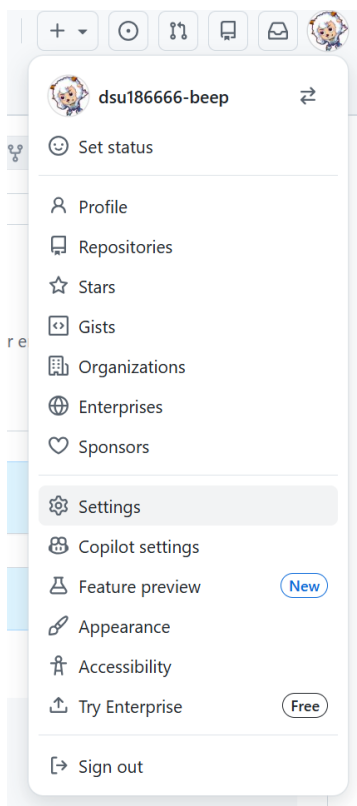 dsu186666-beep
Set status
Profile
Repositories
Stars
r e
Gists
Organizations
Enterprises
Sponsors
Settings
Copilot settings
Feature preview New
Appearance
Accessibility
Try Enterprise Free
Sign out